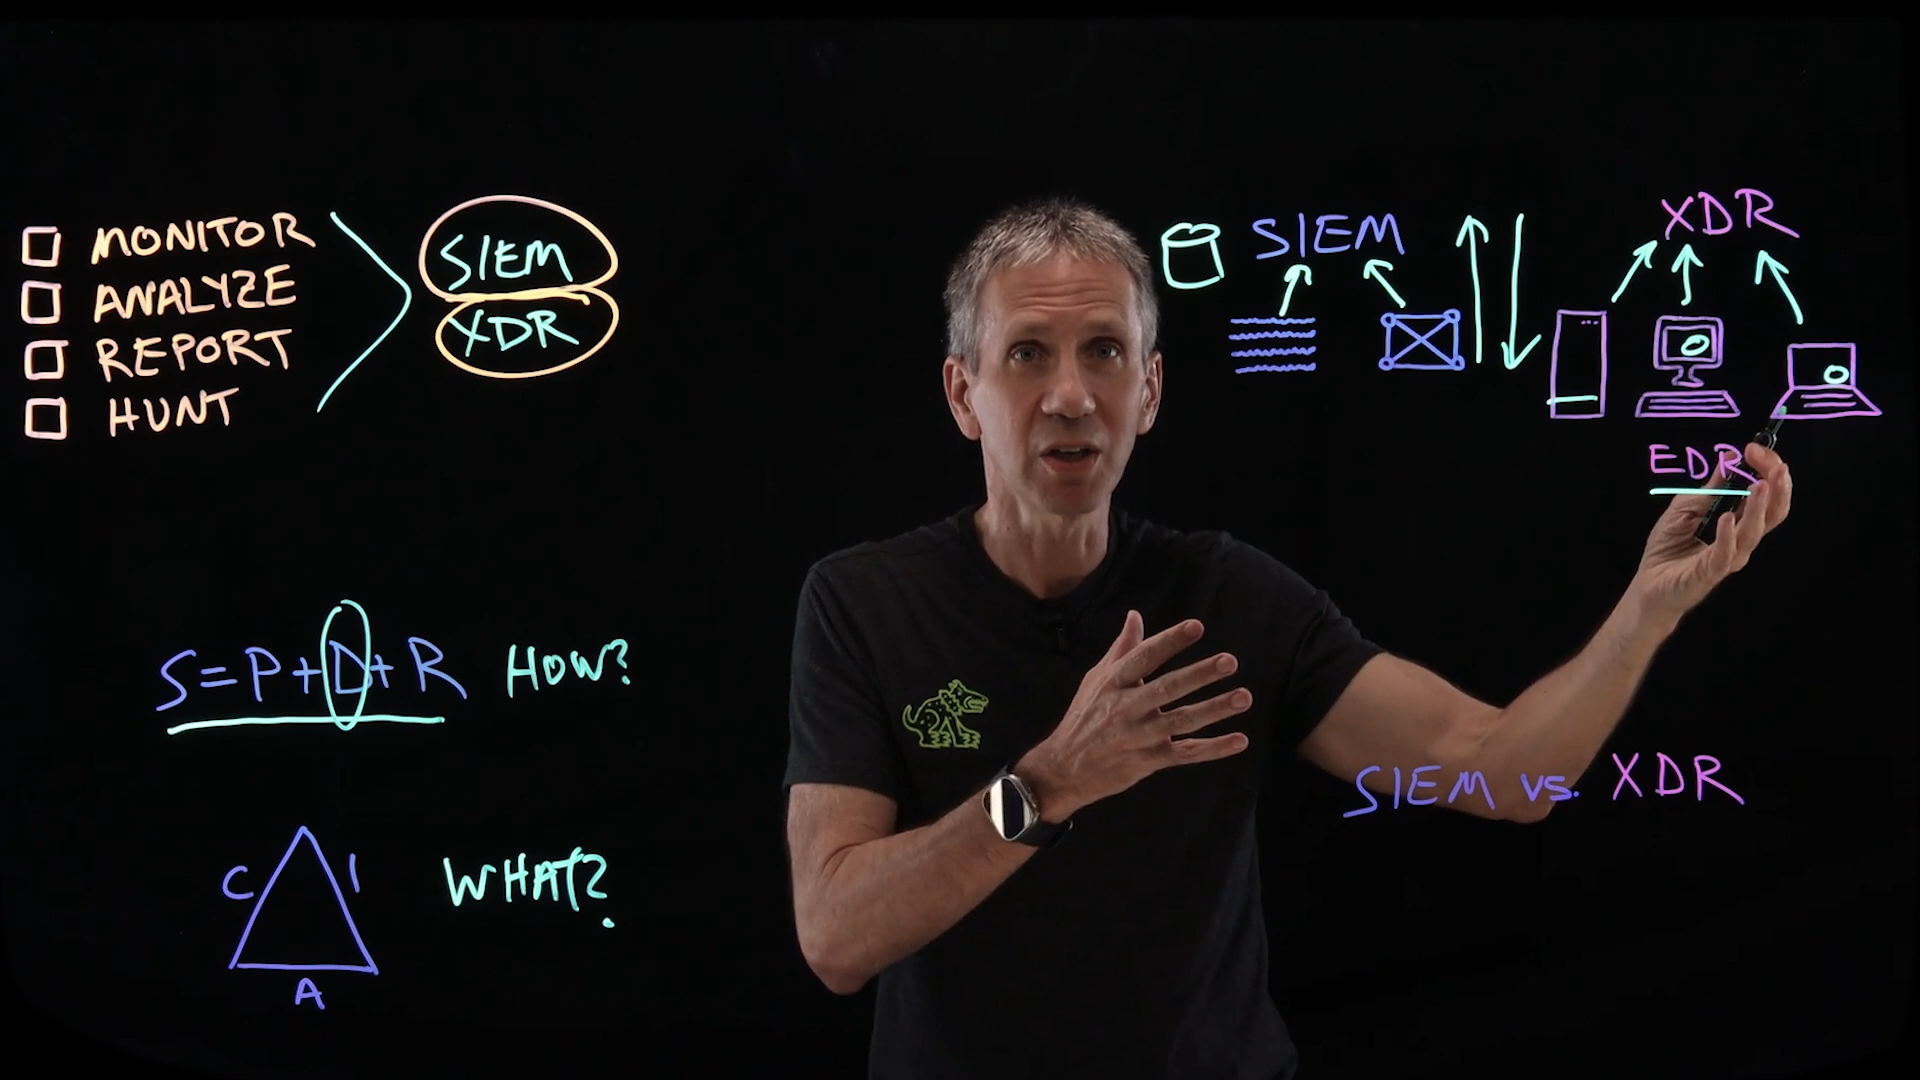 MONITOR
ANALYZE
REPORT
HUNT
SIEM
XDR
S=P+D+R HOW?
C I
A
WHAT?
SIEM
XDR
EDR
SIEM vs. XDR